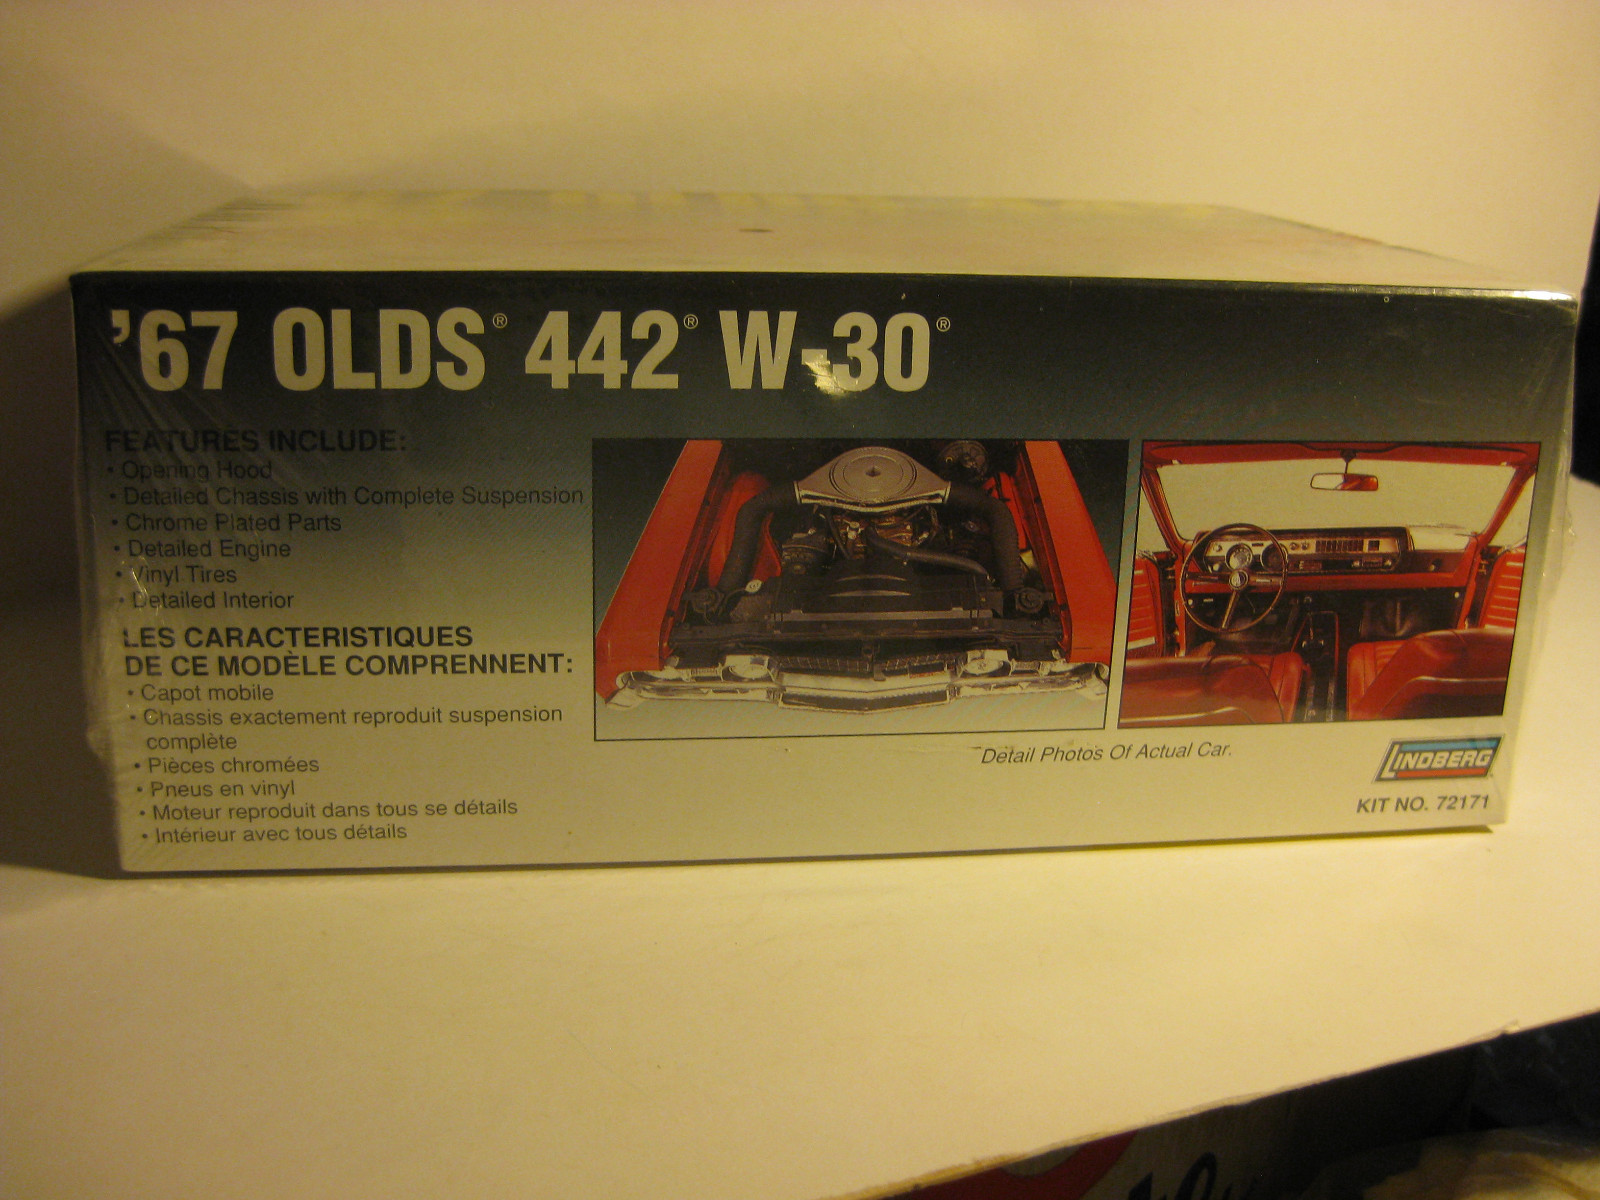 '67 OLDS® 442® W-30®
FEATURES INCLUDE:
• Opening Hood
• Detailed Chassis with Complete Suspension
• Chrome Plated Parts
• Detailed Engine
• Vinyl Tires
• Detailed Interior
LES CARACTERISTIQUES
DE CE MODÈLE COMPRENNENT:
• Capot mobile
• Chassis exactement reproduit suspension
complète
• Pièces chromées
• Pneus en vinyl
• Moteur reproduit dans tous se détails
• Intérieur avec tous détails
Detail Photos Of Actual Car.
LINDBERG
KIT NO. 72171